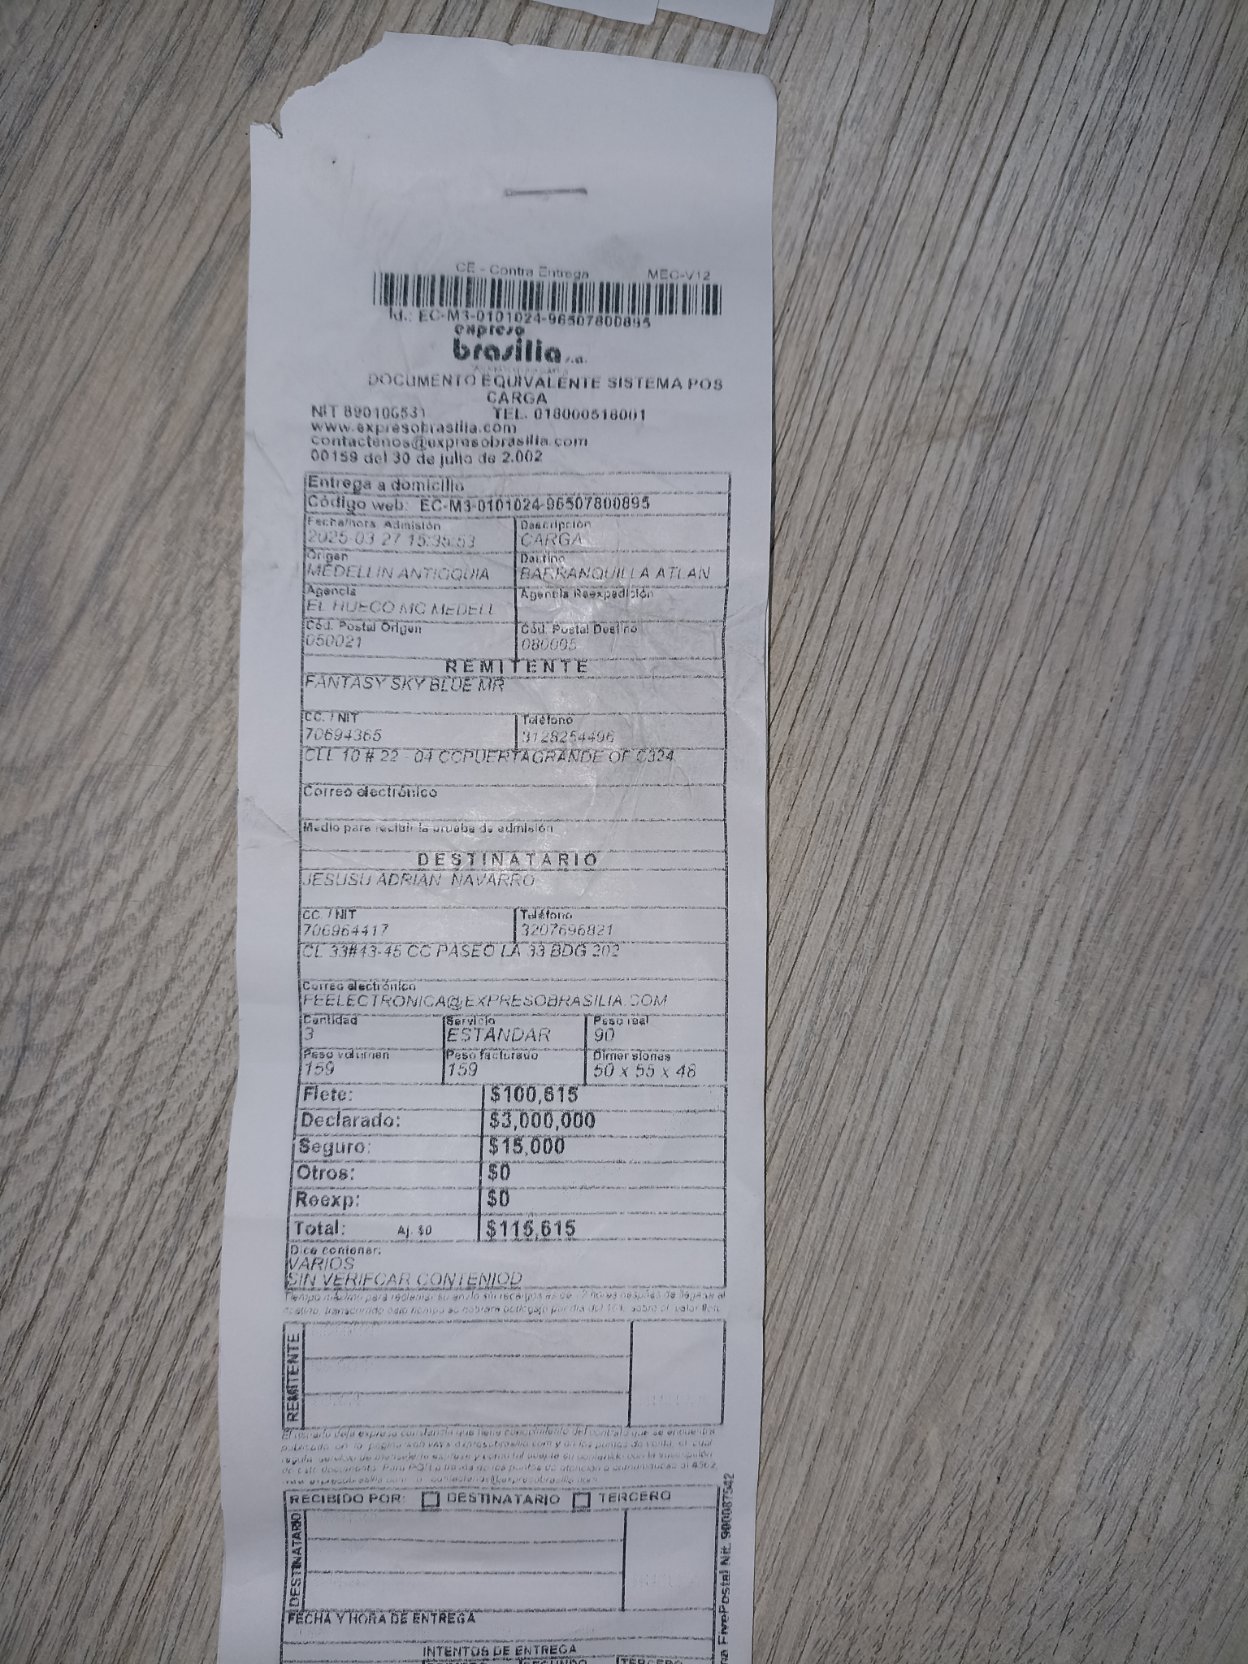 CE - Contra Entrega MEC-V12
Id.: EC-M3-0101024-96507800895
expreso
brasilia s.a.
DOCUMENTO EQUIVALENTE SISTEMA POS
CARGA
NIT 890100531 TEL. 018000518001
www.expresobrasilia.com
contactenos@expresobrasilia.com
00159 del 30 de julio de 2.002
Entrega a domicilio
Código web: EC-M3-0101024-96507800895
Fecha/hora Admisión Descripción
2025-03-27 15:35:53 CARGA
Origen Destino
MEDELLIN ANTIOQUIA BARRANQUILLA ATLAN
Agencia Agencia Reexpedición
EL HUECO MC MEDELL
Cód. Postal Origen Cód. Postal Destino
050021 080005
REMITENTE
FANTASY SKY BLUE MR
CC. / NIT Teléfono
70694365 3128254496
CLL 10 # 22 - 04 CCPUERTAGRANDE OF C324
Correo electrónico
Medio para recibir la prueba de admisión
DESTINATARIO
JESUSU ADRIAN NAVARRO
CC. / NIT Teléfono
706964417 3207696821
CL 33#43-45 CC PASEO LA 33 BDG 202
Correo electrónico
FEELECTRONICA@EXPRESOBRASILIA.COM
Cantidad Servicio Peso real
3 ESTANDAR 90
Peso volumen Peso facturado Dimensiones
159 159 50 x 55 x 48
Flete: $100,615
Declarado: $3,000,000
Seguro: $15,000
Otros: $0
Reexp: $0
Total: Aj. $0 $115,615
Dice contener:
VARIOS
SIN VERIFCAR CONTENIOD
REMITENTE
RECIBIDO POR: DESTINATARIO TERCERO
DESTINATARIO
FECHA Y HORA DE ENTREGA
INTENTOS DE ENTREGA
TERCERO
FivePostal Nit. 900087542